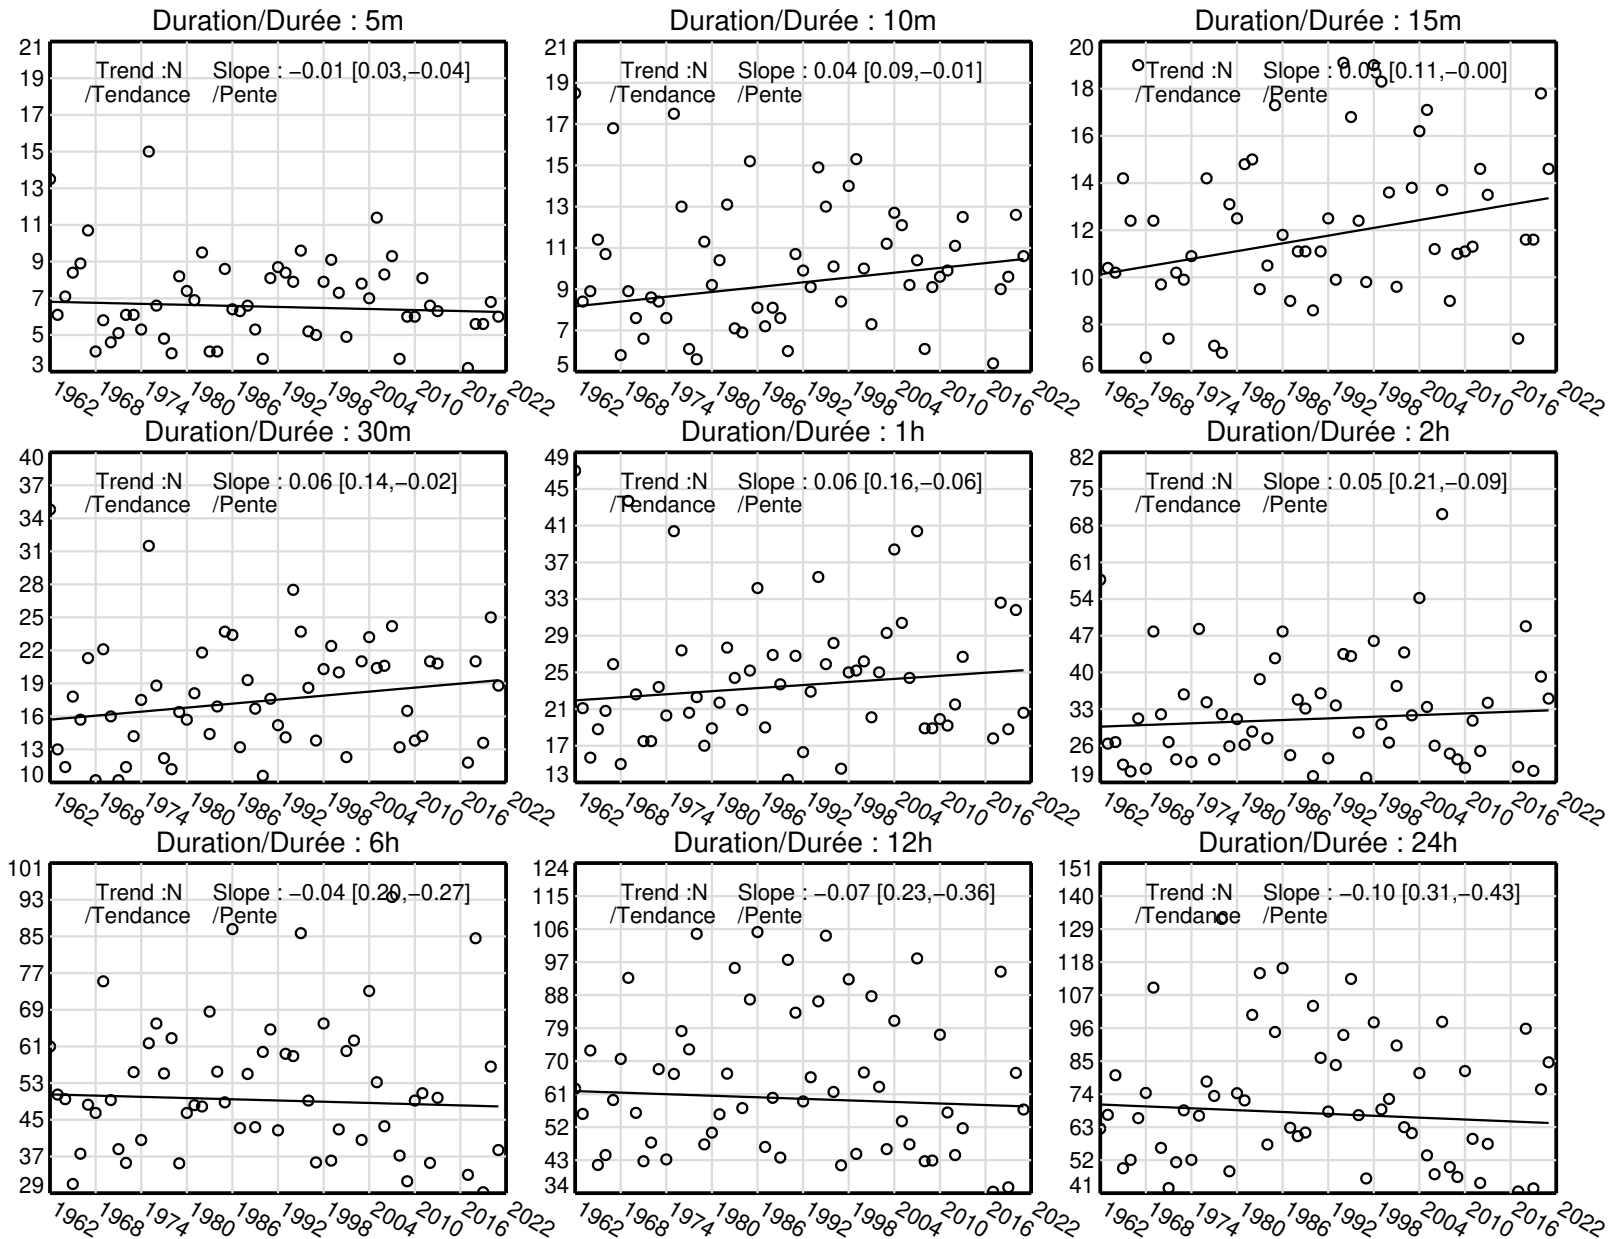 Duration/Durée : 5m
21
19
17
15
13
11
9
7
5
3
Trend :N Slope : −0.01 [0.03,−0.04]
/Tendance /Pente
1962 1968 1974 1980 1986 1992 1998 2004 2010 2016 2022
Duration/Durée : 10m
21
19
17
15
13
11
9
7
5
Trend :N Slope : 0.04 [0.09,−0.01]
/Tendance /Pente
1962 1968 1974 1980 1986 1992 1998 2004 2010 2016 2022
Duration/Durée : 15m
20
18
16
14
12
10
8
6
Trend :N Slope : 0.05 [0.11,−0.00]
/Tendance /Pente
1962 1968 1974 1980 1986 1992 1998 2004 2010 2016 2022
Duration/Durée : 30m
40
37
34
31
28
25
22
19
16
13
10
Trend :N Slope : 0.06 [0.14,−0.02]
/Tendance /Pente
1962 1968 1974 1980 1986 1992 1998 2004 2010 2016 2022
Duration/Durée : 1h
49
45
41
37
33
29
25
21
17
13
Trend :N Slope : 0.06 [0.16,−0.06]
/Tendance /Pente
1962 1968 1974 1980 1986 1992 1998 2004 2010 2016 2022
Duration/Durée : 2h
82
75
68
61
54
47
40
33
26
19
Trend :N Slope : 0.05 [0.21,−0.09]
/Tendance /Pente
1962 1968 1974 1980 1986 1992 1998 2004 2010 2016 2022
Duration/Durée : 6h
101
93
85
77
69
61
53
45
37
29
Trend :N Slope : −0.04 [0.20,−0.27]
/Tendance /Pente
1962 1968 1974 1980 1986 1992 1998 2004 2010 2016 2022
Duration/Durée : 12h
124
115
106
97
88
79
70
61
52
43
34
Trend :N Slope : −0.07 [0.23,−0.36]
/Tendance /Pente
1962 1968 1974 1980 1986 1992 1998 2004 2010 2016 2022
Duration/Durée : 24h
151
140
129
118
107
96
85
74
63
52
41
Trend :N Slope : −0.10 [0.31,−0.43]
/Tendance /Pente
1962 1968 1974 1980 1986 1992 1998 2004 2010 2016 2022